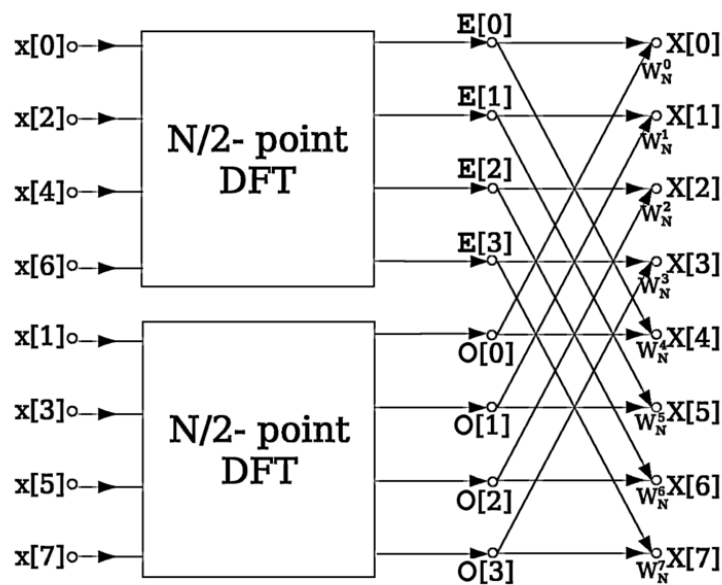 x[0] E[0] X[0]
W_N^0
x[2] E[1] X[1]
W_N^1
N/2- point
DFT
x[4] E[2] X[2]
W_N^2
x[6] E[3] X[3]
W_N^3
x[1] O[0] X[4]
W_N^4
x[3] O[1] X[5]
W_N^5
N/2- point
DFT
x[5] O[2] X[6]
W_N^6
x[7] O[3] X[7]
W_N^7